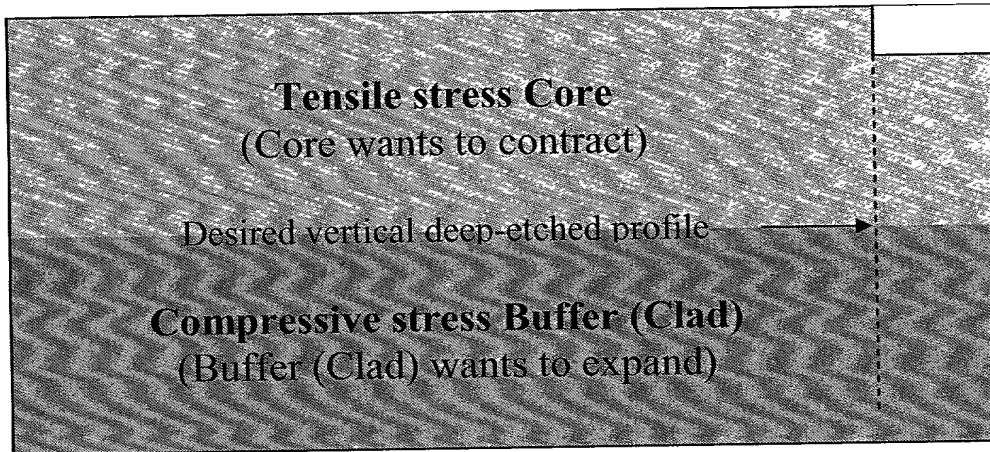 Tensile stress Core
(Core wants to contract)
Desired vertical deep-etched profile
Compressive stress Buffer (Clad)
(Buffer (Clad) wants to expand)